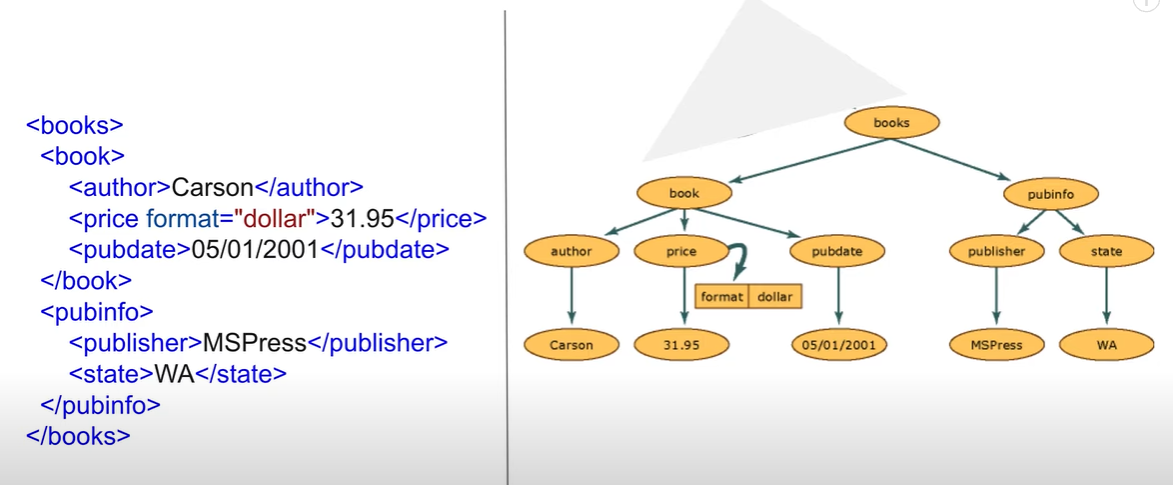 <books>
<book>
<author>Carson</author>
<price format="dollar">31.95</price>
<pubdate>05/01/2001</pubdate>
</book>
<pubinfo>
<publisher>MSPress</publisher>
<state>WA</state>
</pubinfo>
</books>
books
book
pubinfo
author
price
pubdate
publisher
state
format dollar
Carson
31.95
05/01/2001
MSPress
WA